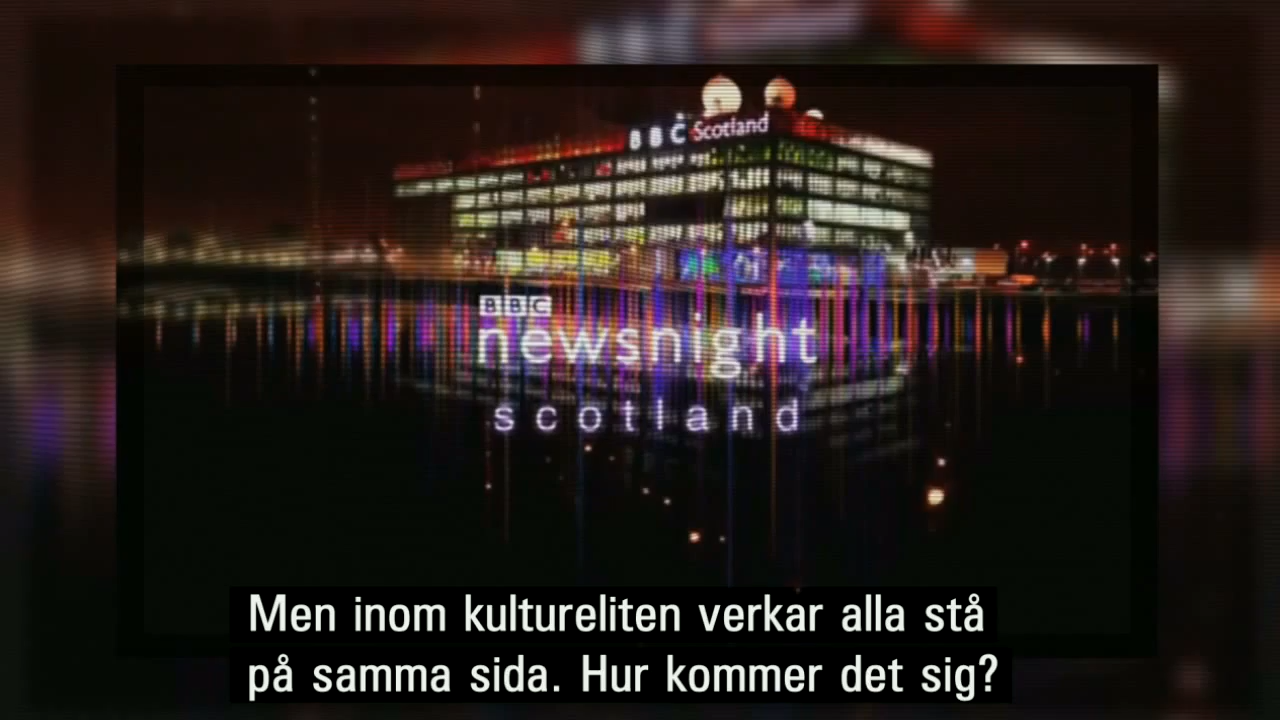 BBC Scotland
BBC
newsnight
scotland
Men inom kultureliten verkar alla stå
på samma sida. Hur kommer det sig?